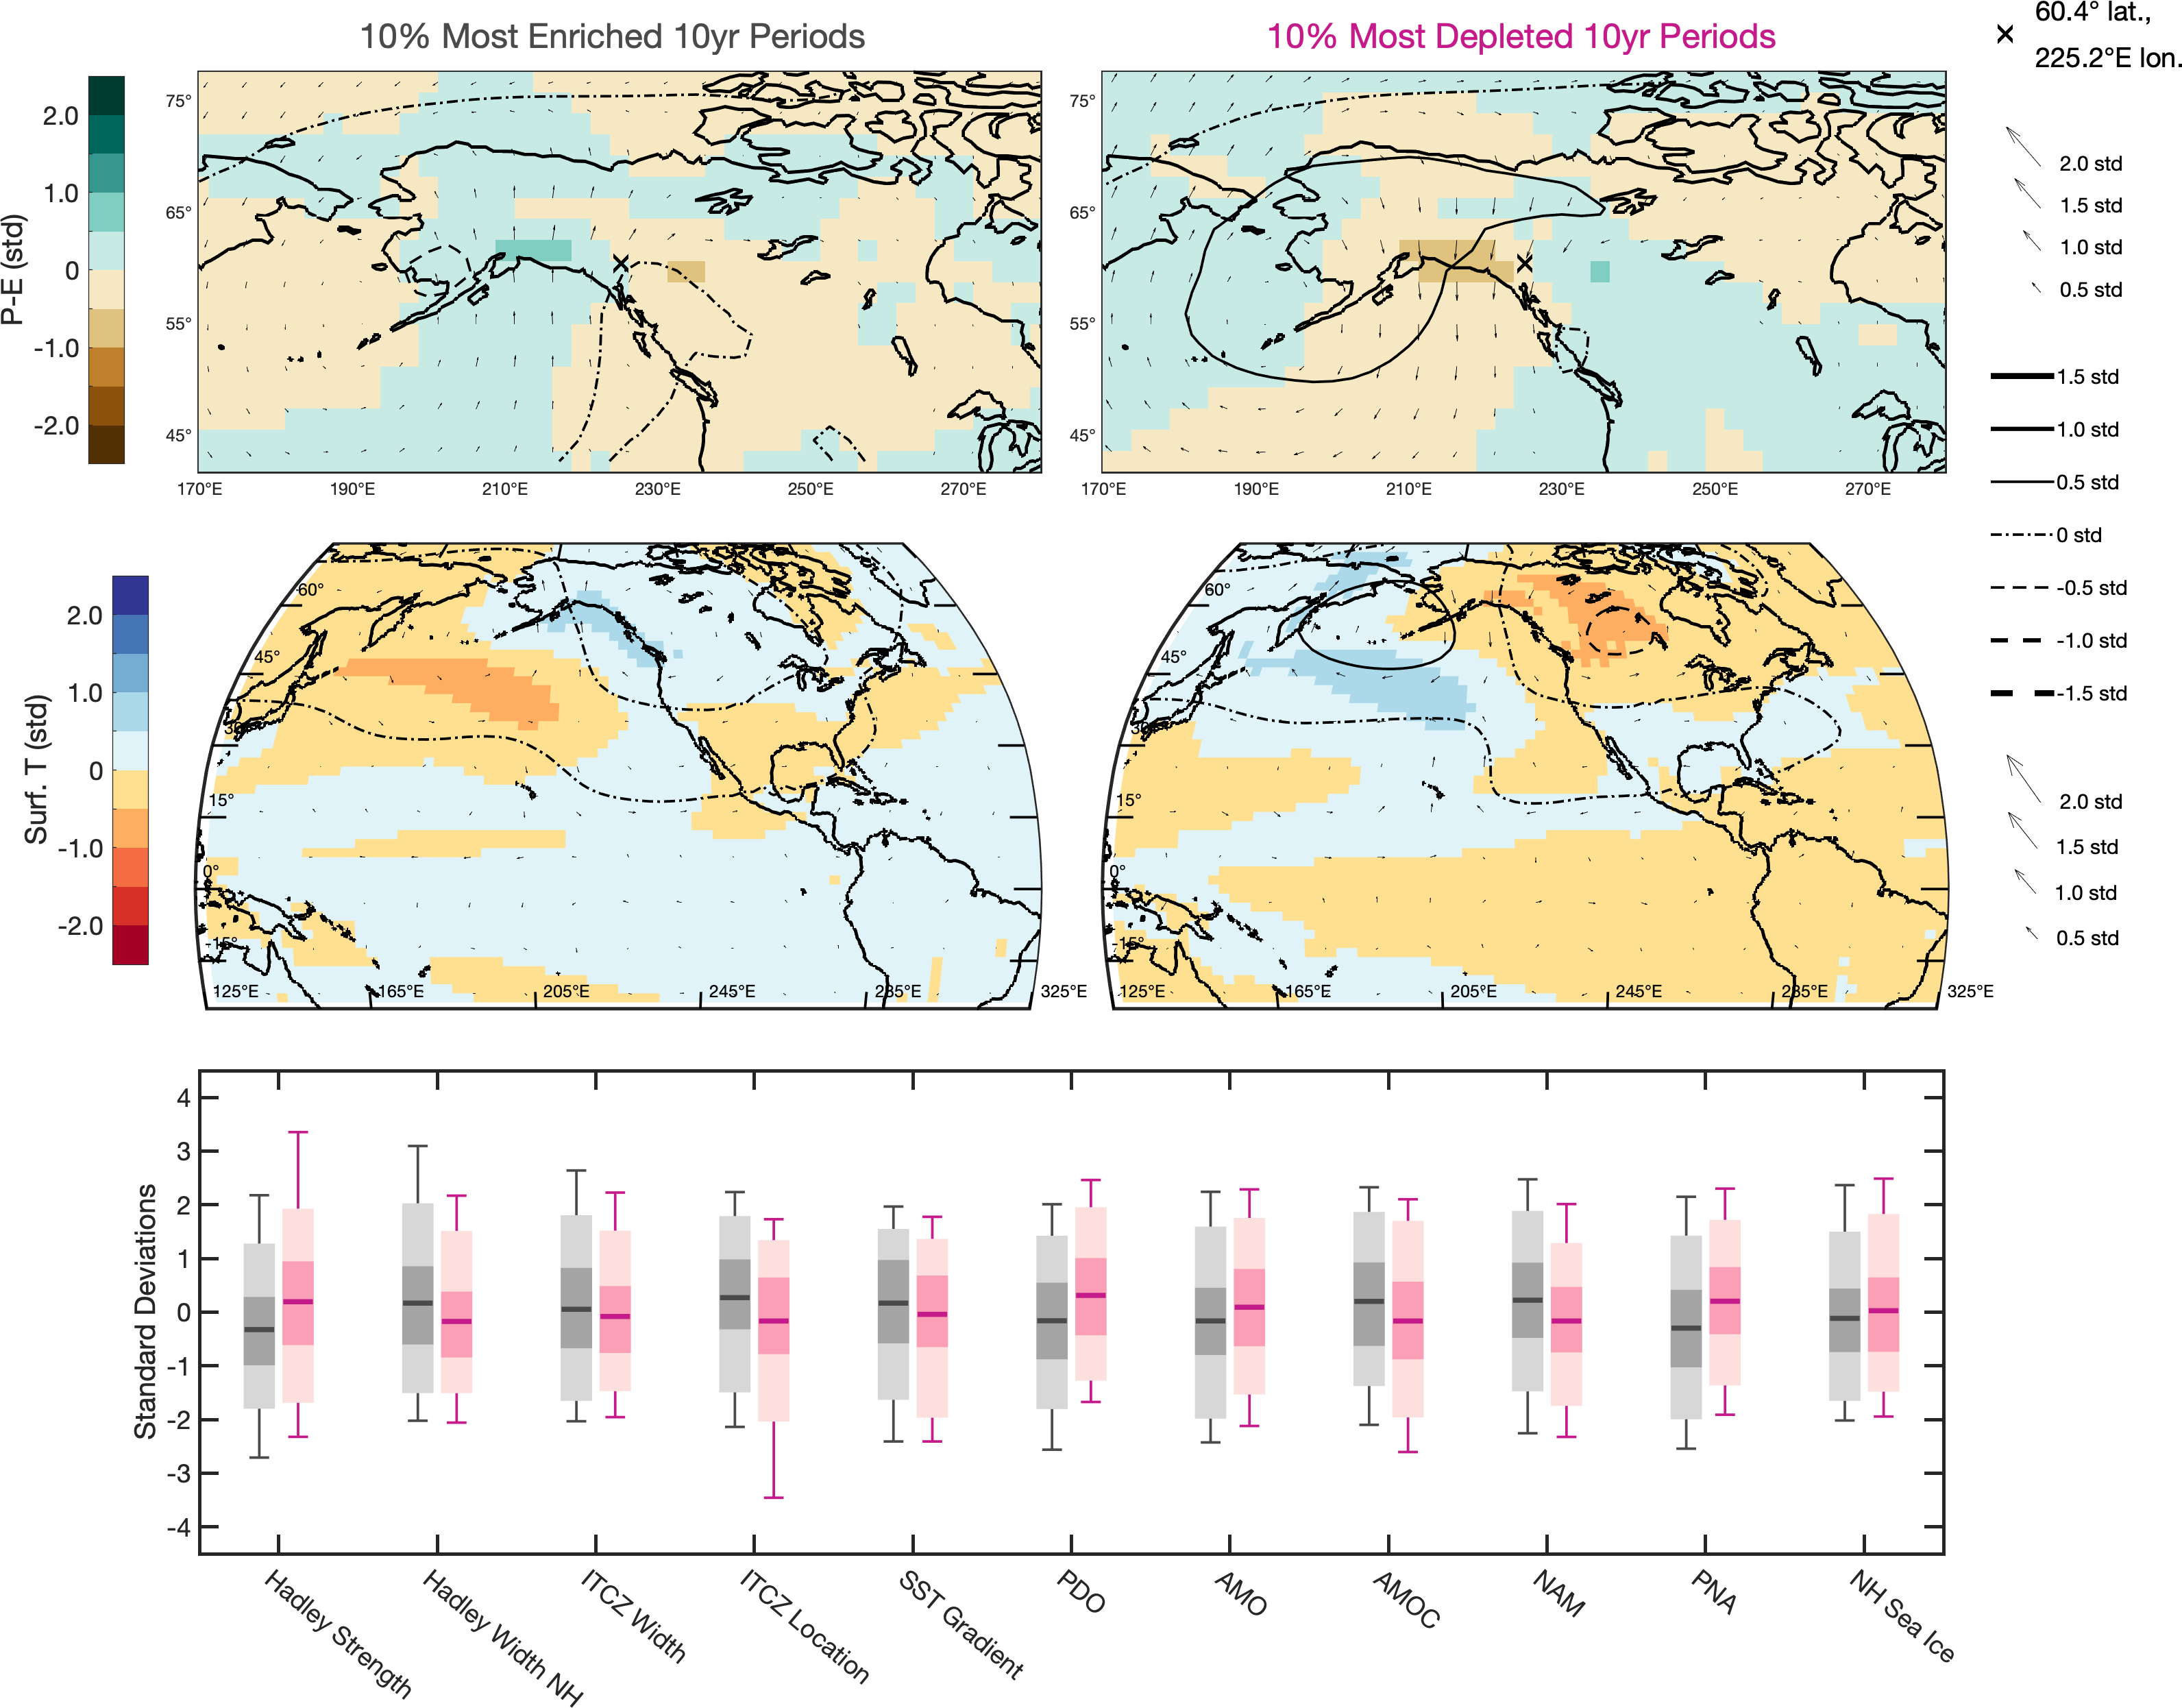 10% Most Enriched 10yr Periods
10% Most Depleted 10yr Periods
60.4° lat.,
225.2°E lon.
P-E (std)
2.0
1.0
0
-1.0
-2.0
75°
65°
55°
45°
170°E 190°E 210°E 230°E 250°E 270°E
75°
65°
55°
45°
170°E 190°E 210°E 230°E 250°E 270°E
2.0 std
1.5 std
1.0 std
0.5 std
1.5 std
1.0 std
0.5 std
0 std
-0.5 std
-1.0 std
-1.5 std
2.0 std
1.5 std
1.0 std
0.5 std
Surf. T (std)
2.0
1.0
0
-1.0
-2.0
60°
45°
30°
15°
0°
-15°
125°E 165°E 205°E 245°E 285°E 325°E
60°
45°
30°
15°
0°
-15°
125°E 165°E 205°E 245°E 285°E 325°E
Standard Deviations
4
3
2
1
0
-1
-2
-3
-4
Hadley Strength
Hadley Width NH
ITCZ Width
ITCZ Location
SST Gradient
PDO
AMO
AMOC
NAM
PNA
NH Sea Ice